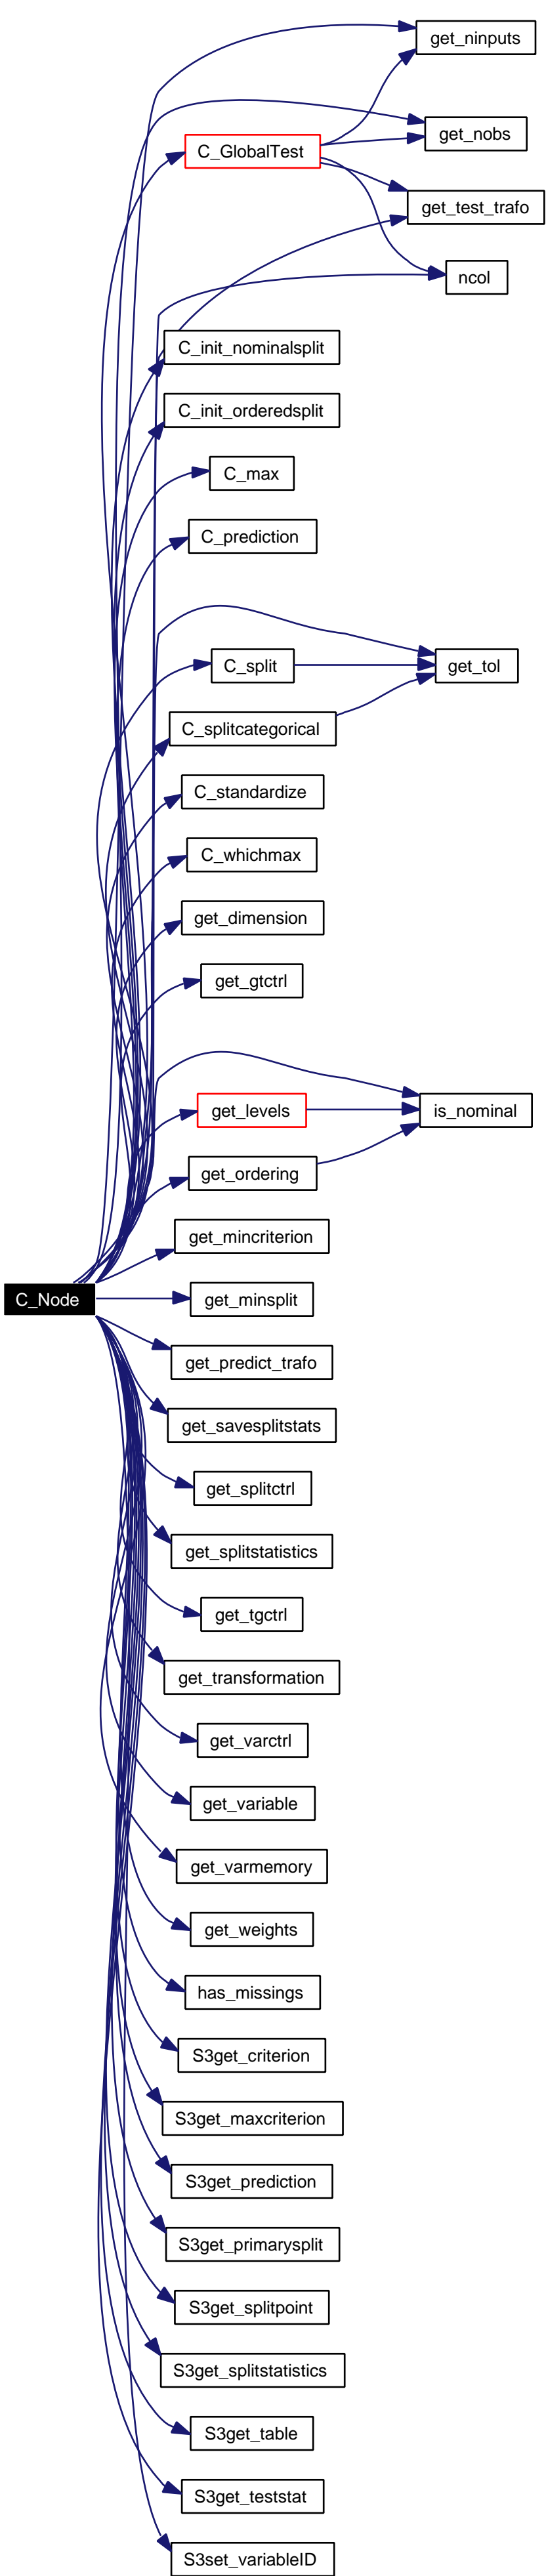 get_ninputs
get_nobs
C_GlobalTest
get_test_trafo
ncol
C_init_nominalsplit
C_init_orderedsplit
C_max
C_prediction
C_split
get_tol
C_splitcategorical
C_standardize
C_whichmax
get_dimension
get_gtctrl
get_levels
is_nominal
get_ordering
get_mincriterion
C_Node
get_minsplit
get_predict_trafo
get_savesplitstats
get_splitctrl
get_splitstatistics
get_tgctrl
get_transformation
get_varctrl
get_variable
get_varmemory
get_weights
has_missings
S3get_criterion
S3get_maxcriterion
S3get_prediction
S3get_primarysplit
S3get_splitpoint
S3get_splitstatistics
S3get_table
S3get_teststat
S3set_variableID